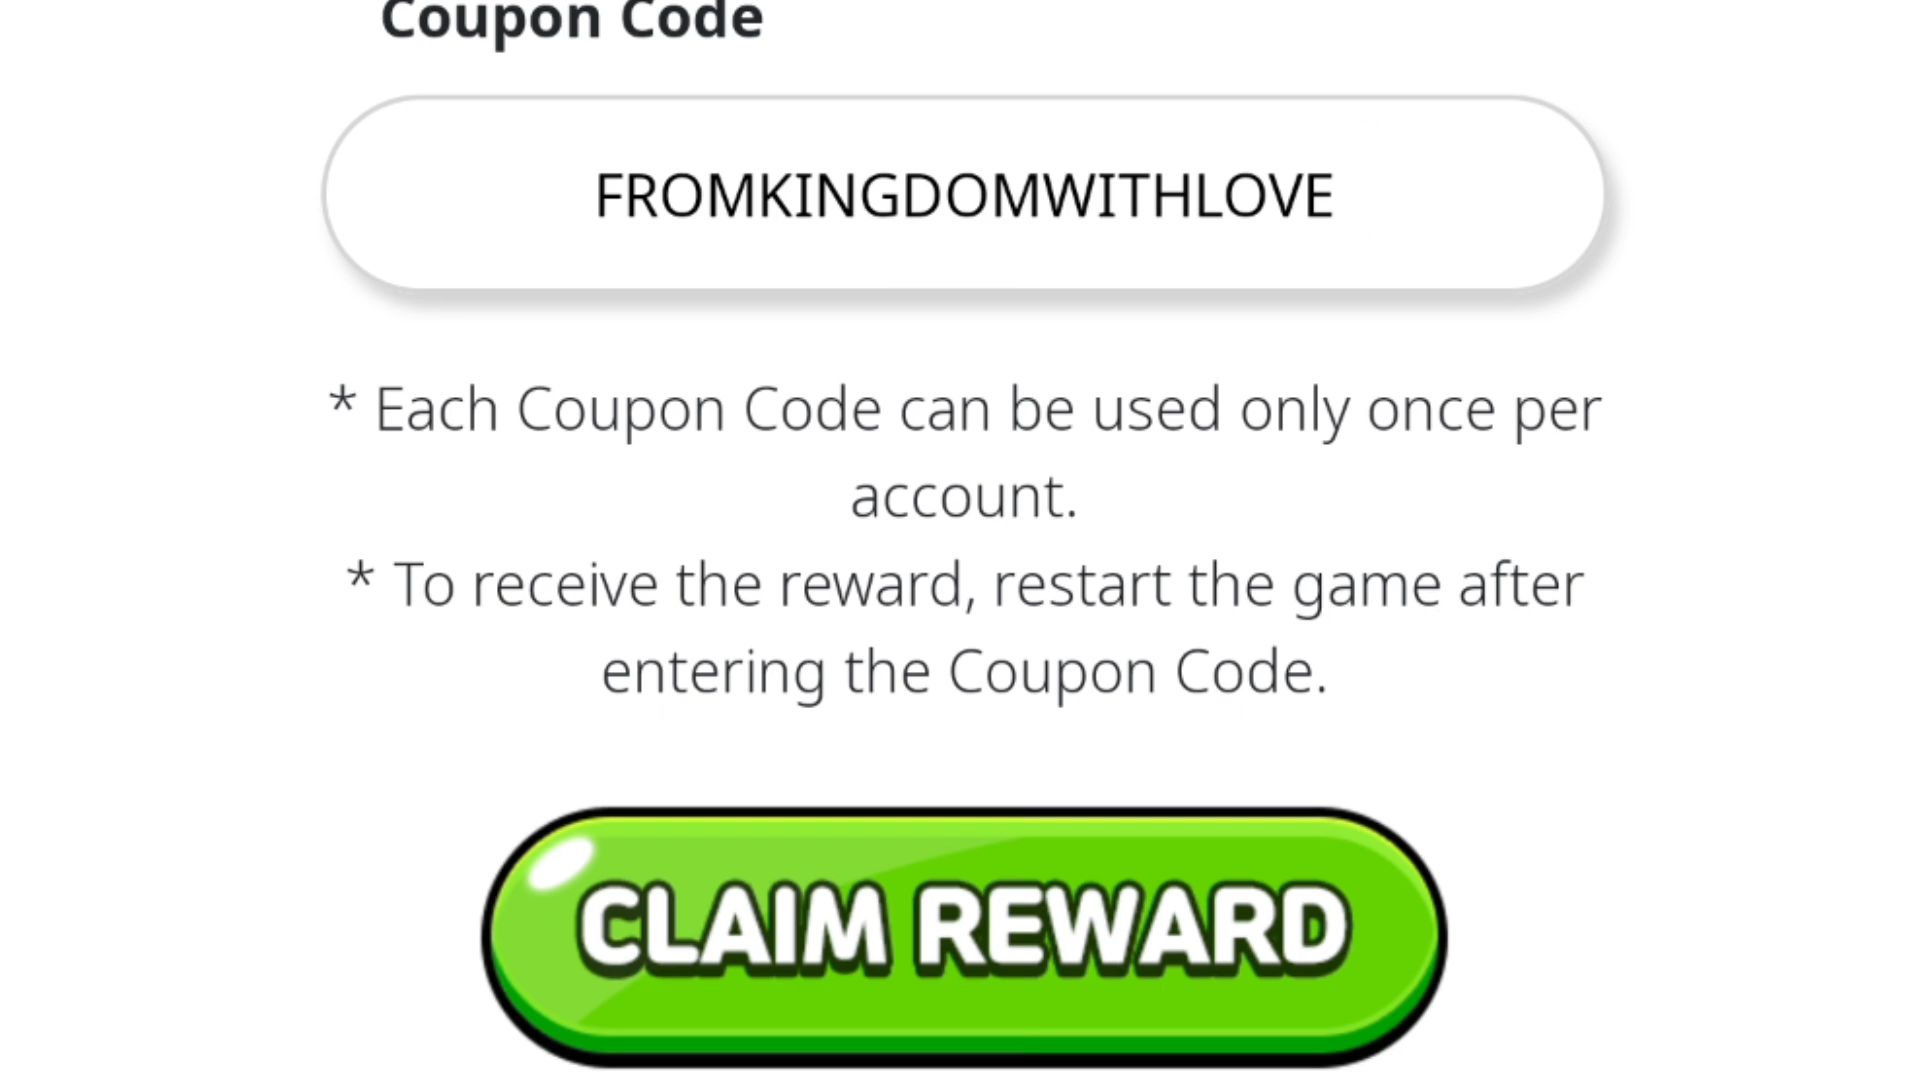 Coupon Code
FROMKINGDOMWITHLOVE
* Each Coupon Code can be used only once per
account.
* To receive the reward, restart the game after
entering the Coupon Code.
CLAIM REWARD